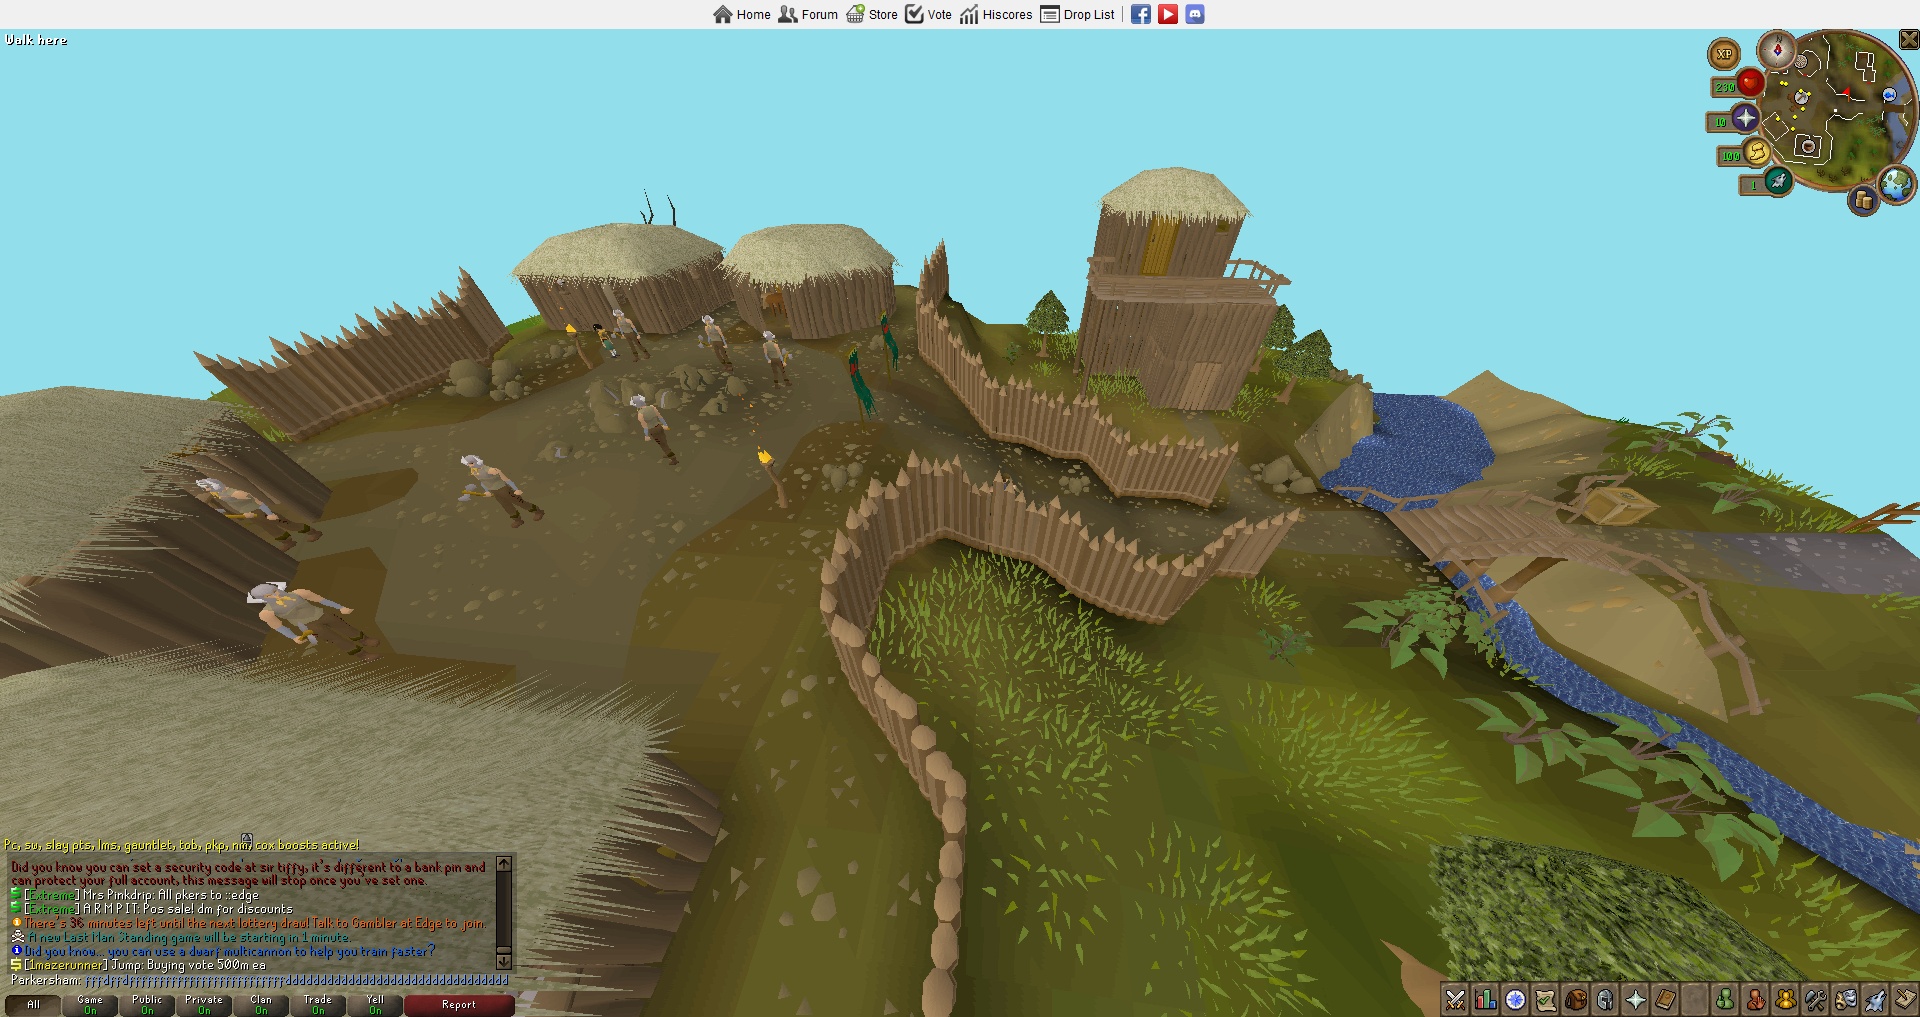 Home Forum Store Vote Hiscores Drop List
Walk here
N
XP
230
10
100
1
Pc, sw, slay pts, lms, gauntlet, tob, pkp, nm, cox boosts active!
Did you know you can set a security code at sir tiffy, it's different to a bank pin and
can protect your full account, this message will stop once you've set one.
[Extreme] Mrs Pinkdrip: All pkers to ::edge
[Extreme] A R M P I T: Pos sale! dm for discounts
There's 36 minutes left until the next lottery draw! Talk to Gambler at Edge to join.
A new Last Man Standing game will be starting in 1 minute.
Did you know... you can use a dwarf multicannon to help you train faster?
[1mazerunner] Jump: Buying vote 500m ea
Parkersham:
All Game On Public On Private On Clan On Trade On Yell On Report